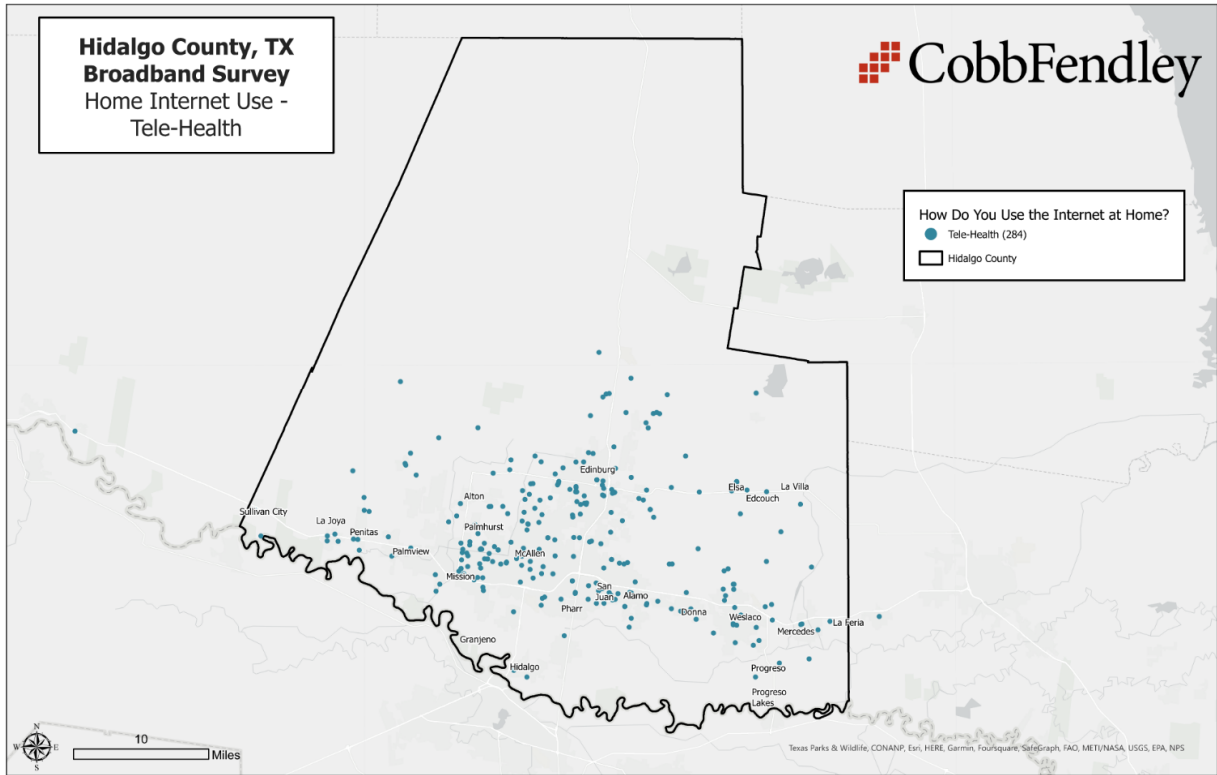 Hidalgo County, TX
Broadband Survey
Home Internet Use -
Tele-Health
CobbFendley
How Do You Use the Internet at Home?
Tele-Health (284)
Hidalgo County
Edinburg
Elsa
La Villa
Edcouch
Alton
Sullivan City
La Joya
Penitas
Palmhurst
Palmview
McAllen
Mission
San
Juan
Alamo
Pharr
Donna
Weslaco
Mercedes
La Feria
Granjeno
Hidalgo
Progreso
Progreso
Lakes
N
W
E
S
10
Miles
Texas Parks & Wildlife, CONANP, Esri, HERE, Garmin, Foursquare, SafeGraph, FAO, METI/NASA, USGS, EPA, NPS